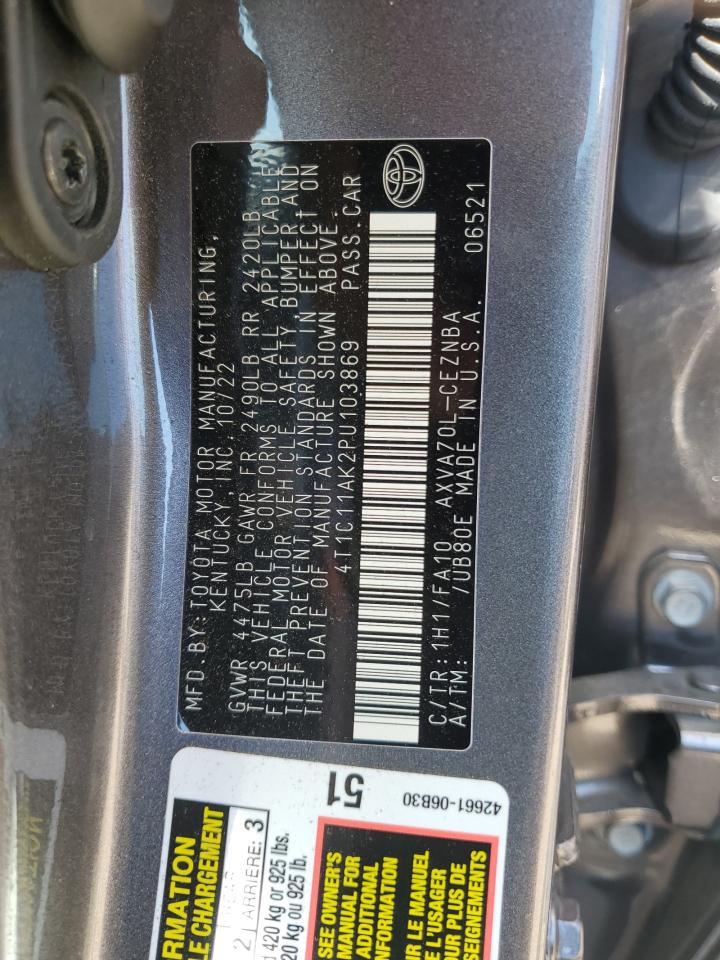 MFD.BY:TOYOTA MOTOR MANUFACTURING,
KENTUCKY,INC. 10/22
GVWR 4475LB GAWR FR 2490LB RR 2420LB
THIS VEHICLE CONFORMS TO ALL APPLICABLE
FEDERAL MOTOR VEHICLE SAFETY BUMPER AND
THEFT PREVENTION STANDARDS IN EFFECT ON
THE DATE OF MANUFACTURE SHOWN ABOVE.
4T1C11AK2PU103869 PASS.CAR
C/TR:1H1/FA10 AXVA70L-CEZNBA
A/TM: /UB80E MADE IN U.S.A. 06521
51
42661-06B30
RMATION
LE CHARGEMENT
2
ARRIERE: 3
420 kg or 925 lbs.
20 kg ou 925 lb.
SEE OWNER'S
MANUAL FOR
ADDITIONAL
INFORMATION
IR LE MANUEL
E L'USAGER
UR PLUS DE
SEIGNEMENTS